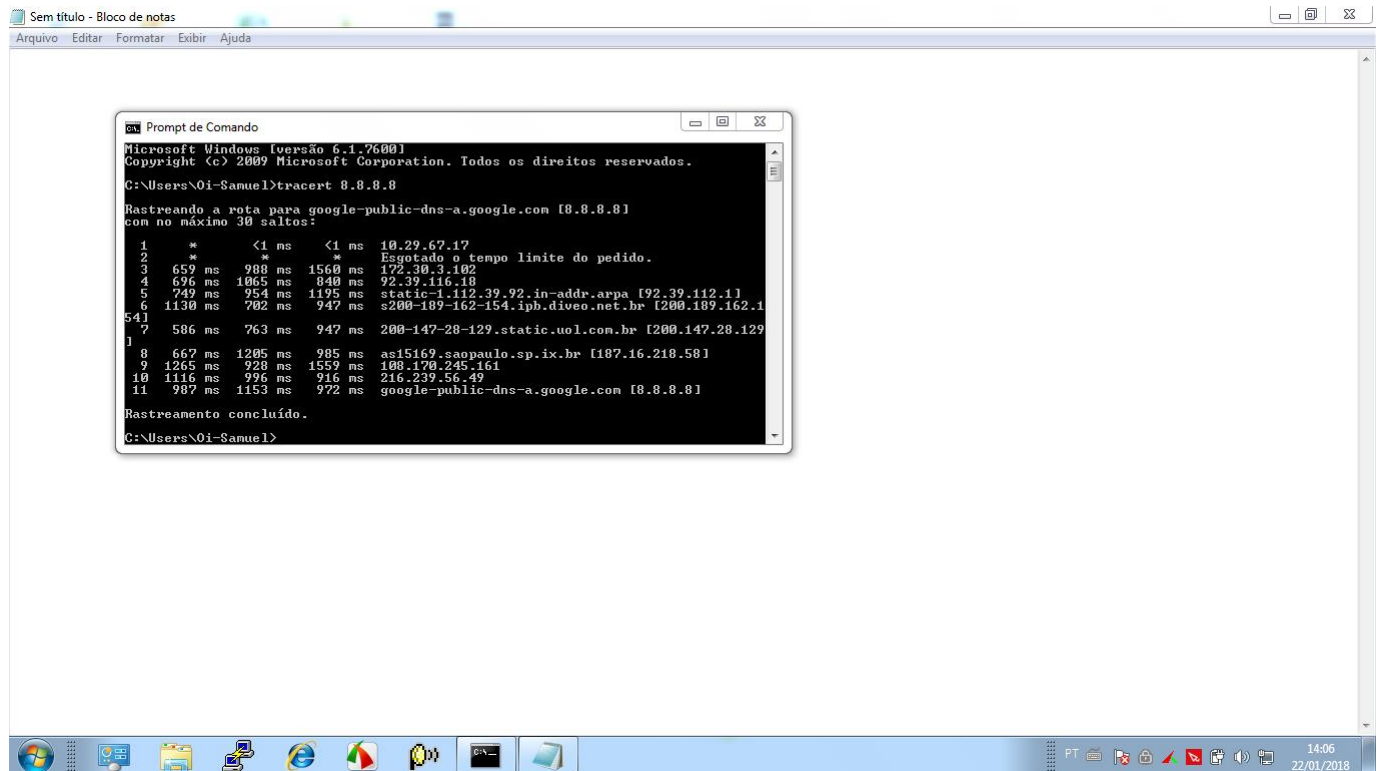 Sem título - Bloco de notas
Arquivo Editar Formatar Exibir Ajuda
Prompt de Comando
Microsoft Windows [versão 6.1.7600]
Copyright (c) 2009 Microsoft Corporation. Todos os direitos reservados.
C:\Users\Oi-Samuel>tracert 8.8.8.8
Rastreando a rota para google-public-dns-a.google.com [8.8.8.8]
com no máximo 30 saltos:
1 * <1 ms <1 ms 10.29.67.17
2 * * * Esgotado o tempo limite do pedido.
3 659 ms 988 ms 1560 ms 172.30.3.102
4 696 ms 1065 ms 840 ms 92.39.116.18
5 749 ms 954 ms 1195 ms static-1.112.39.92.in-addr.arpa [92.39.112.1]
6 1130 ms 702 ms 947 ms s200-189-162-154.ipb.diveo.net.br [200.189.162.1
54]
7 586 ms 763 ms 947 ms 200-147-28-129.static.uol.com.br [200.147.28.129
]
8 667 ms 1205 ms 985 ms as15169.saopaulo.sp.ix.br [187.16.218.58]
9 1265 ms 928 ms 1559 ms 108.170.245.161
10 1116 ms 996 ms 916 ms 216.239.56.49
11 987 ms 1153 ms 972 ms google-public-dns-a.google.com [8.8.8.8]
Rastreamento concluído.
C:\Users\Oi-Samuel>
PT
14:06
22/01/2018